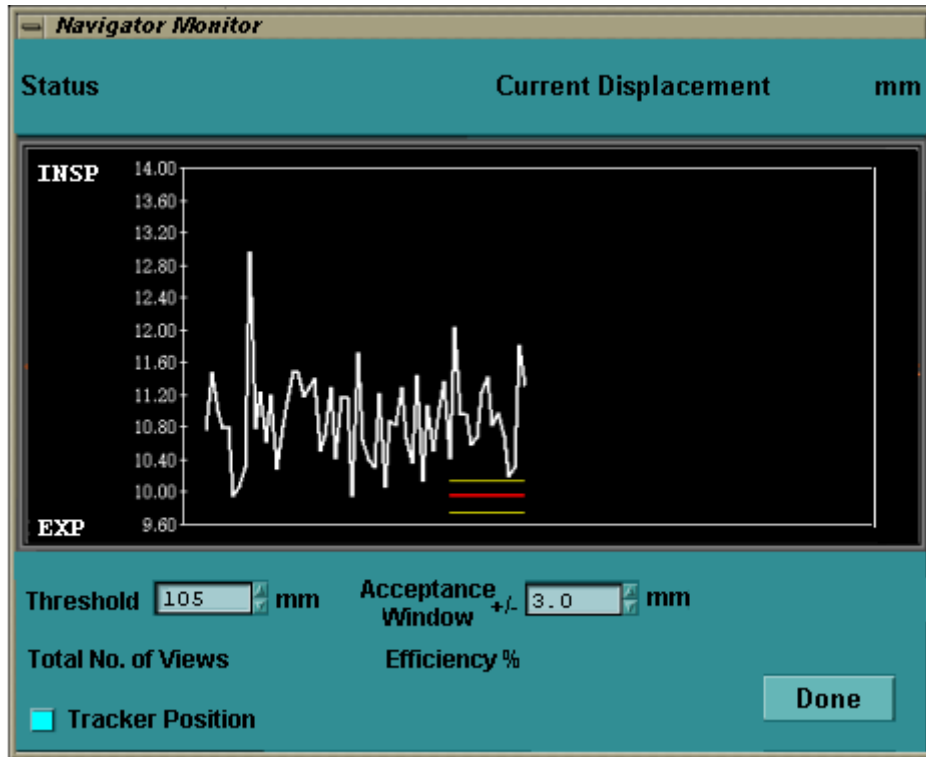 Navigator Monitor
Status Current Displacement mm
INSP 14.00
13.60
13.20
12.80
12.40
12.00
11.60
11.20
10.80
10.40
10.00
EXP 9.60
Threshold 105 mm Acceptance Window +/- 3.0 mm
Total No. of Views Efficiency %
Done
Tracker Position